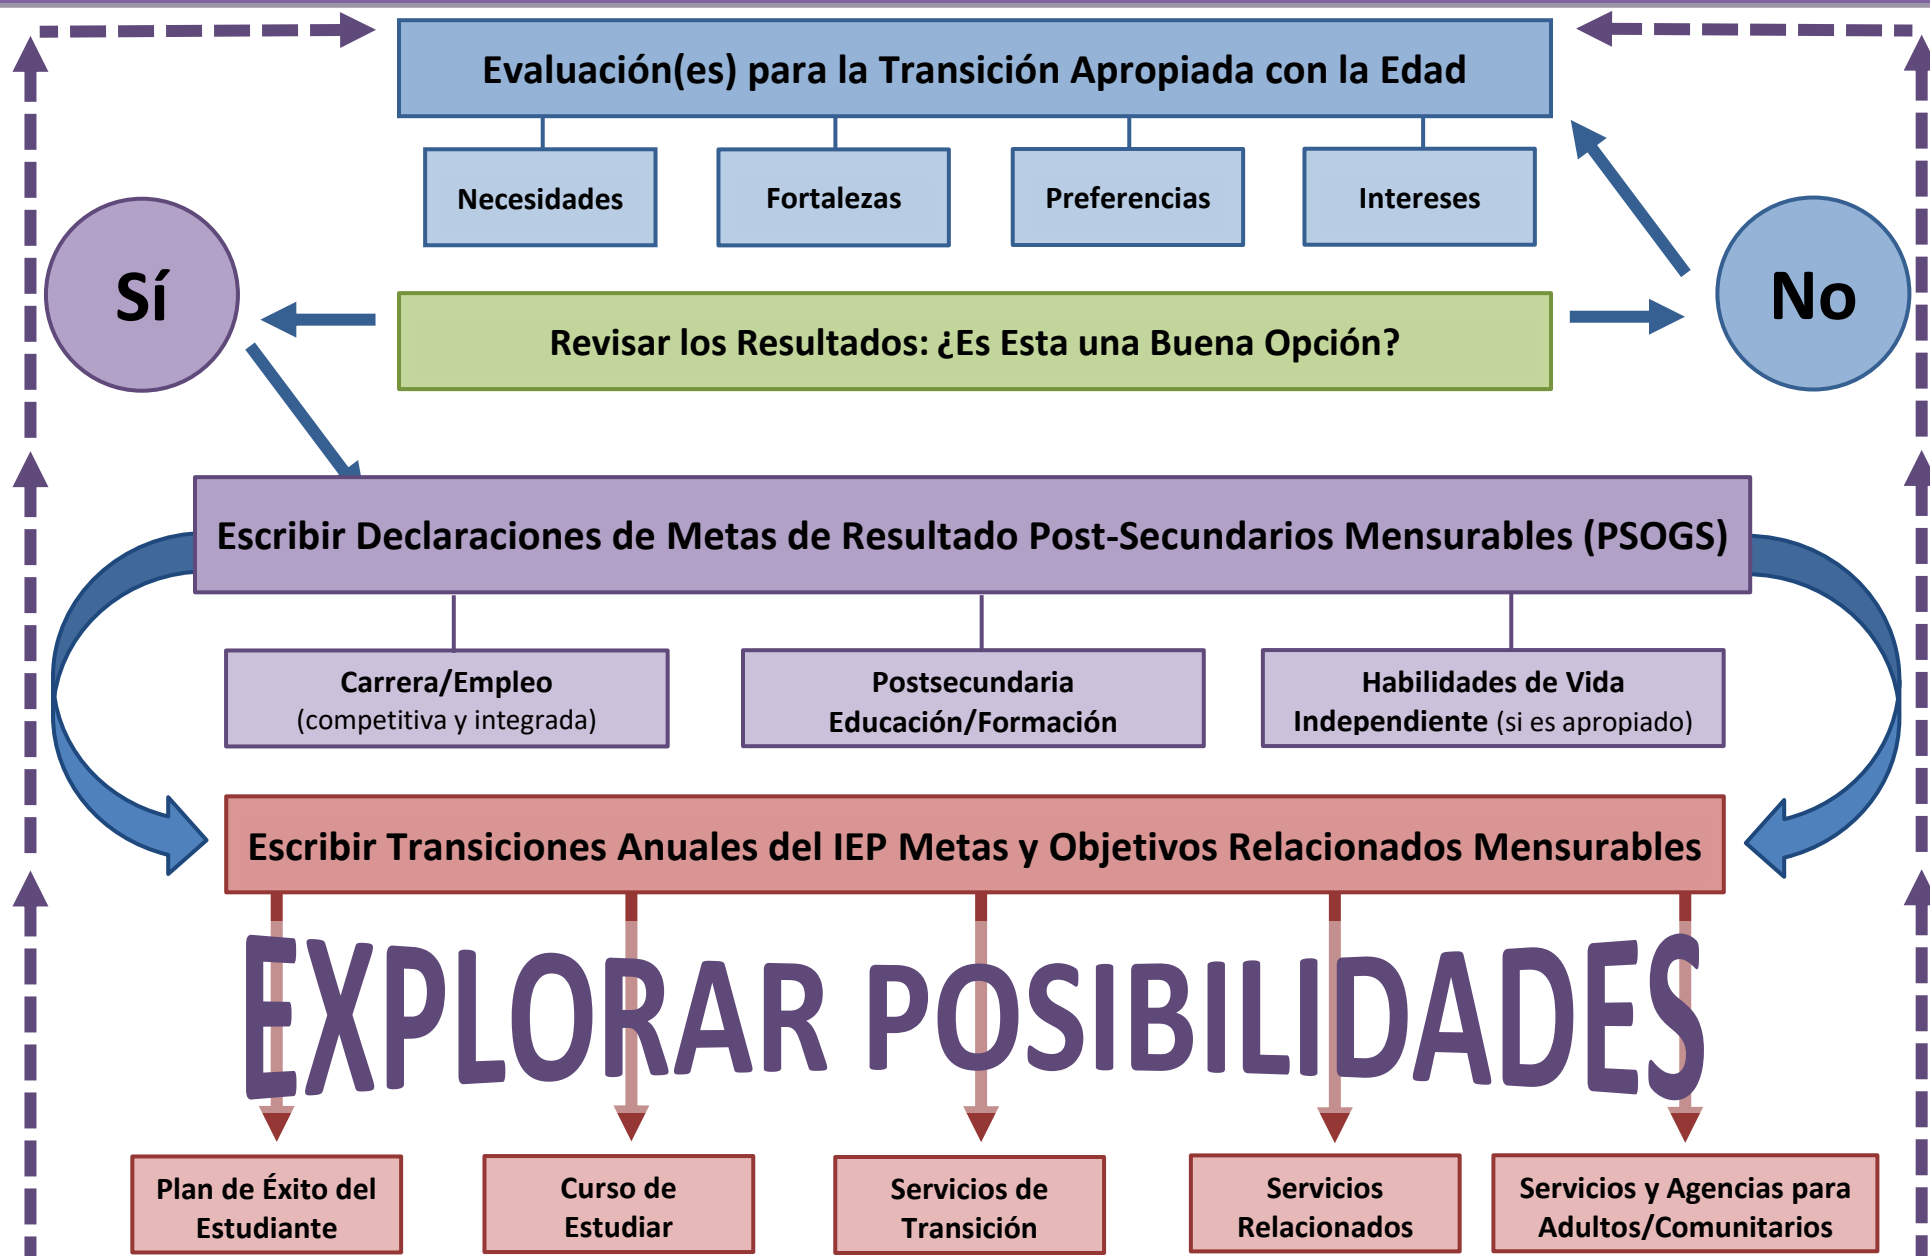 Evaluación(es) para la Transición Apropiada con la Edad
Necesidades
Fortalezas
Preferencias
Intereses
Sí
No
Revisar los Resultados: ¿Es Esta una Buena Opción?
Escribir Declaraciones de Metas de Resultado Post-Secundarios Mensurables (PSOGS)
Carrera/Empleo
(competitiva y integrada)
Postsecundaria
Educación/Formación
Habilidades de Vida
Independiente (si es apropiado)
Escribir Transiciones Anuales del IEP Metas y Objetivos Relacionados Mensurables
EXPLORAR POSIBILIDADES
Plan de Éxito del
Estudiante
Curso de
Estudiar
Servicios de
Transición
Servicios
Relacionados
Servicios y Agencias para
Adultos/Comunitarios